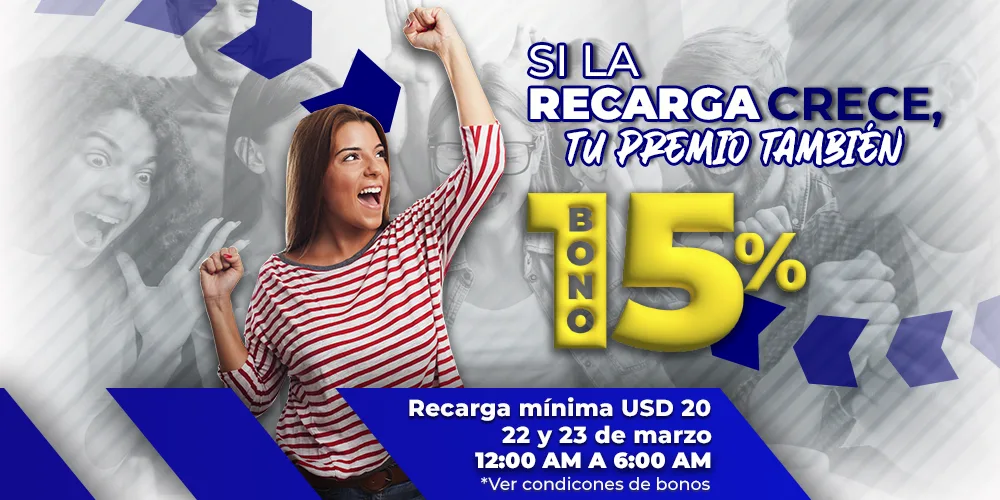 SI LA
RECARGA CRECE,
TU PREMIO TAMBIÉN
BONO
15%
Recarga mínima USD 20
22 y 23 de marzo
12:00 AM A 6:00 AM
*Ver condicones de bonos